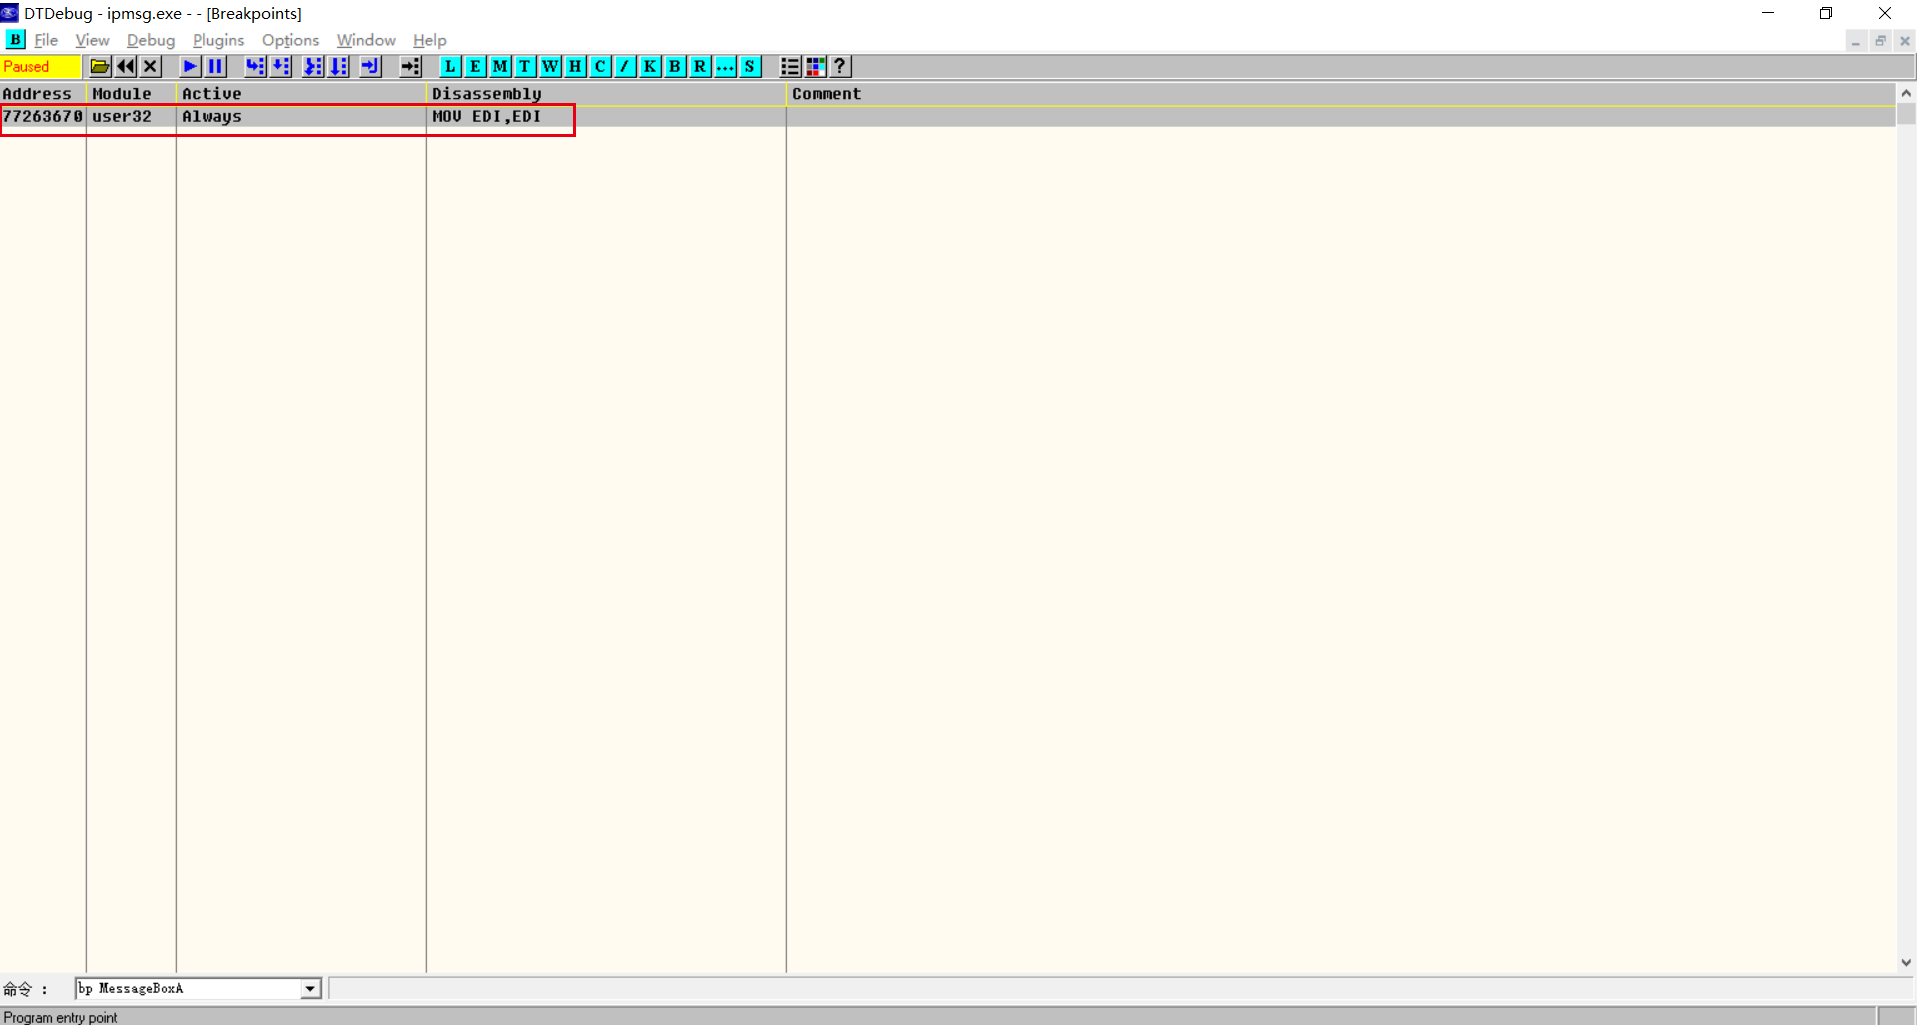 DTDebug - ipmsg.exe - - [Breakpoints]
B File View Debug Plugins Options Window Help
Paused L E M T W H C / K B R ... S ?
Address Module Active Disassembly Comment
77263670 user32 Always MOV EDI,EDI
命令 : bp MessageBoxA
Program entry point